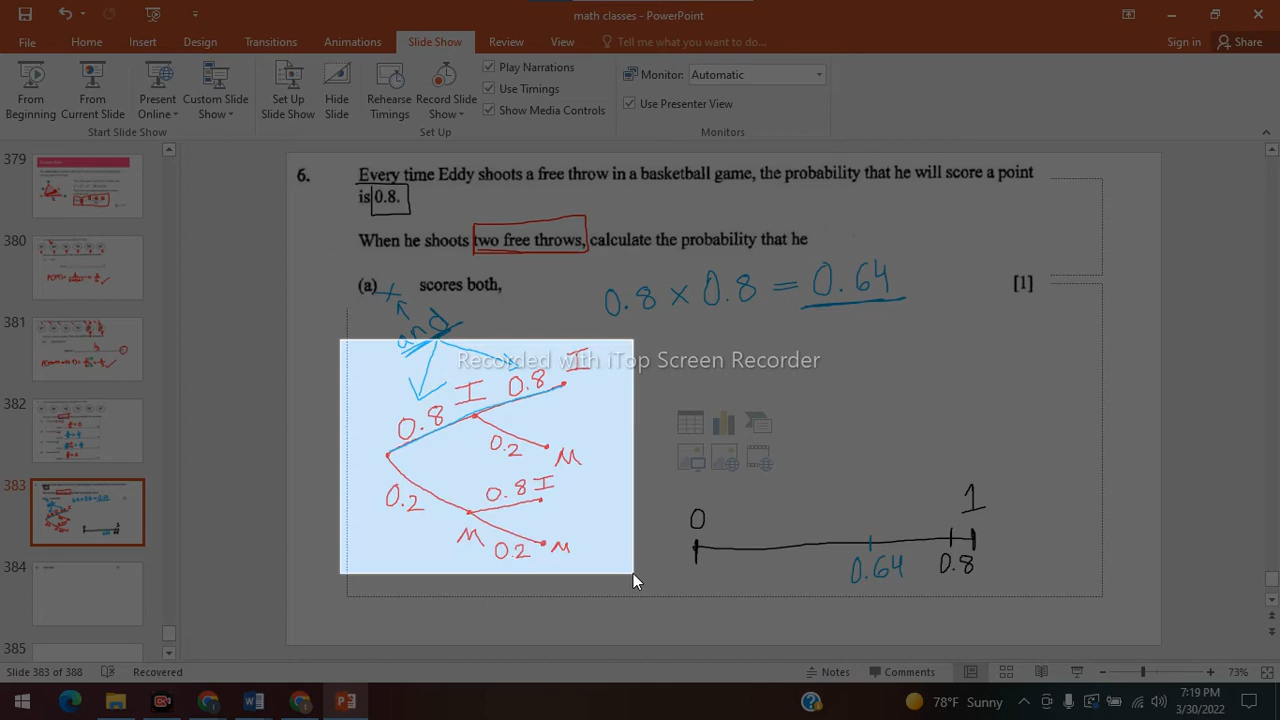 math classes - PowerPoint
File Home Insert Design Transitions Animations Slide Show Review View Tell me what you want to do... Sign in Share
From Beginning
From Current Slide
Present Online
Custom Slide Show
Start Slide Show
Set Up Slide Show
Hide Slide
Rehearse Timings
Record Slide Show
Play Narrations
Use Timings
Show Media Controls
Set Up
Monitor: Automatic
Use Presenter View
Monitors
379
380
381
382
383
384
385
6. Every time Eddy shoots a free throw in a basketball game, the probability that he will score a point
is 0.8.
When he shoots two free throws, calculate the probability that he
(a) scores both, [1]
×
0.8 × 0.8 = 0.64
and
Recorded with iTop Screen Recorder
0.8 I 0.8 I
0.2 M
0.2 0.8 I
M 0.2 M
0 1
0.64 0.8
Slide 383 of 388 Recovered Notes Comments 73%
78°F Sunny 7:19 PM
3/30/2022